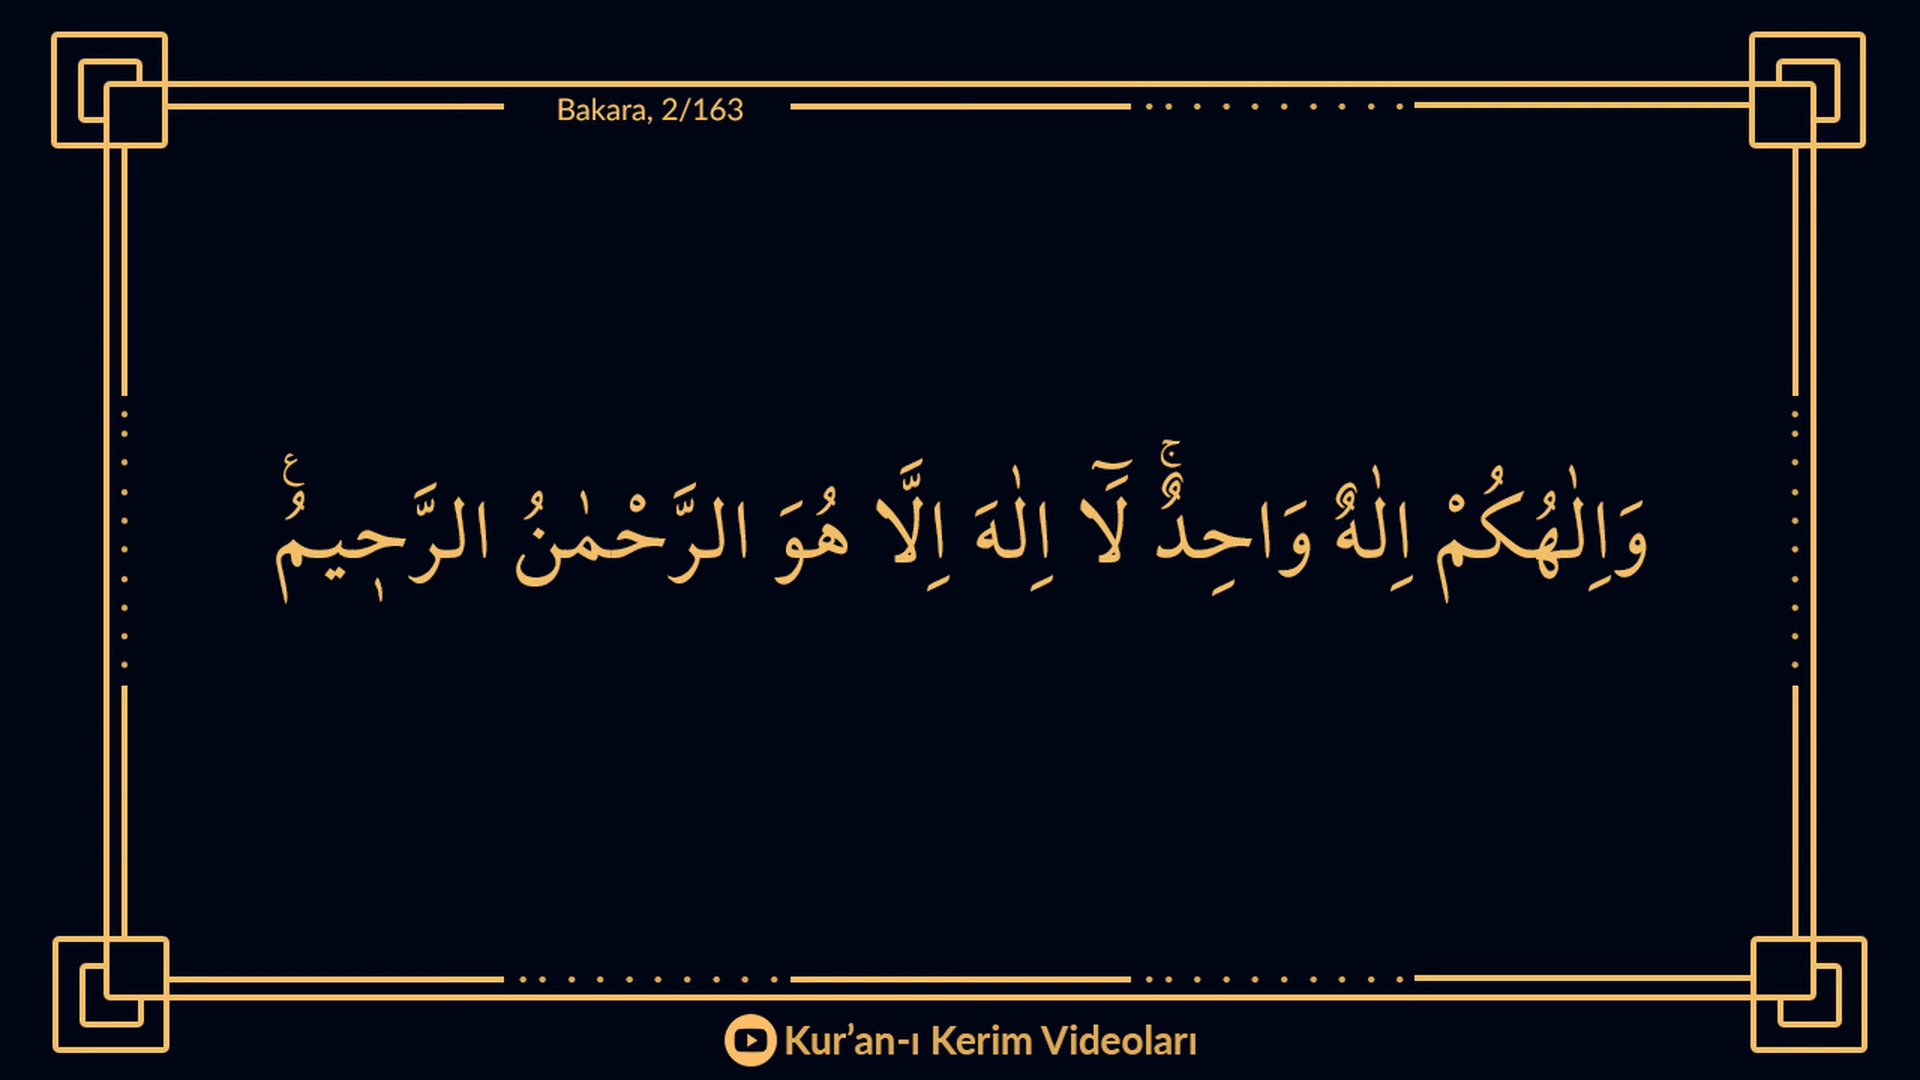 Bakara, 2/163
وَاِلٰهُكُمْ اِلٰهٌ وَاحِدٌۚ لَٓا اِلٰهَ اِلَّا هُوَ الرَّحْمٰنُ الرَّح۪يمُ۟
Kur’an-ı Kerim Videoları